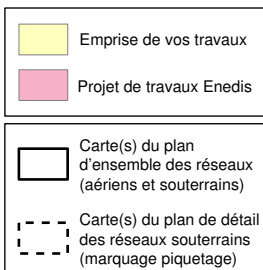 Emprise de vos travaux
Projet de travaux Enedis
Carte(s) du plan
d'ensemble des réseaux
(aériens et souterrains)
Carte(s) du plan de détail
des réseaux souterrains
(marquage piquetage)